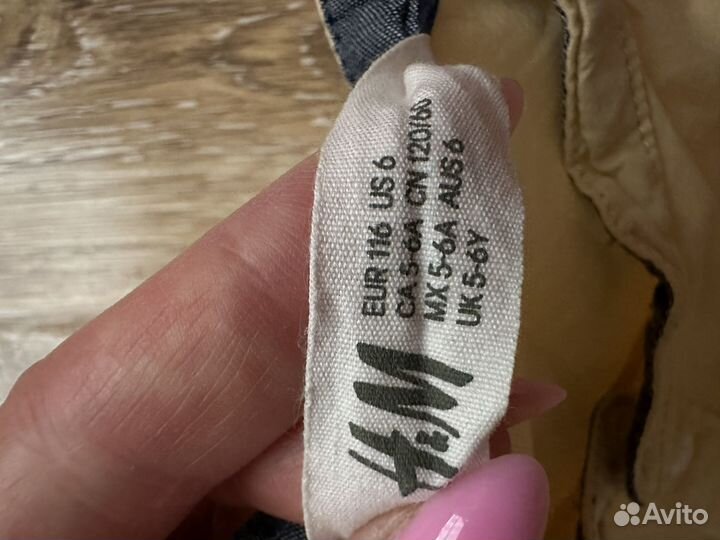 EUR 116 US 6
CA 5-6A CN 120/60
MX 5-6A AUS 6
UK 5-6Y
H&M
Avito